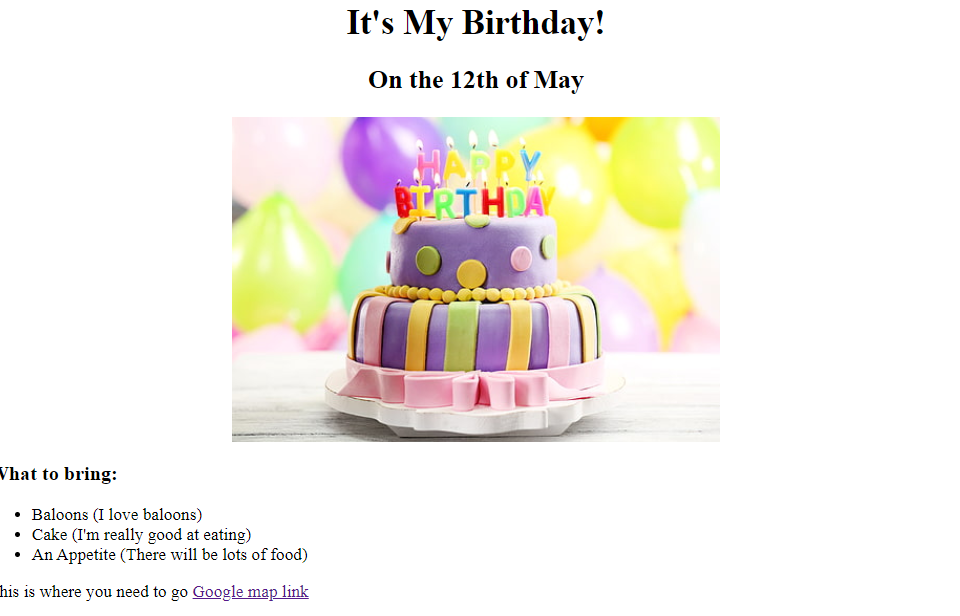 It's My Birthday!
On the 12th of May
HAPPY
BIRTHDAY
What to bring:
Baloons (I love baloons)
Cake (I'm really good at eating)
An Appetite (There will be lots of food)
his is where you need to go Google map link